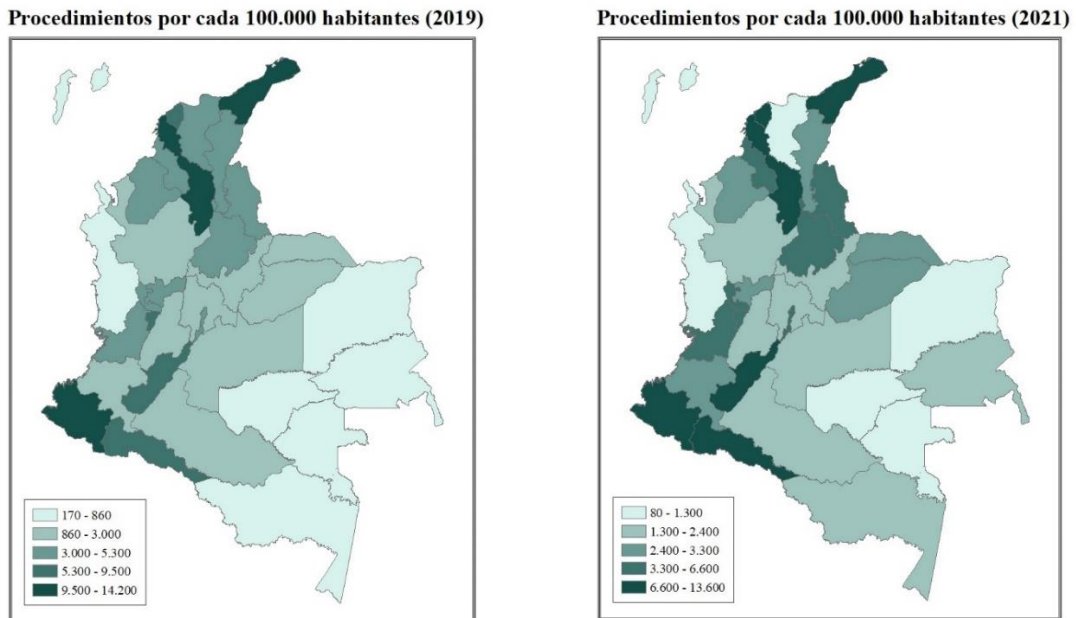 Procedimientos por cada 100.000 habitantes (2019)
170 - 860
860 - 3.000
3.000 - 5.300
5.300 - 9.500
9.500 - 14.200
Procedimientos por cada 100.000 habitantes (2021)
80 - 1.300
1.300 - 2.400
2.400 - 3.300
3.300 - 6.600
6.600 - 13.600